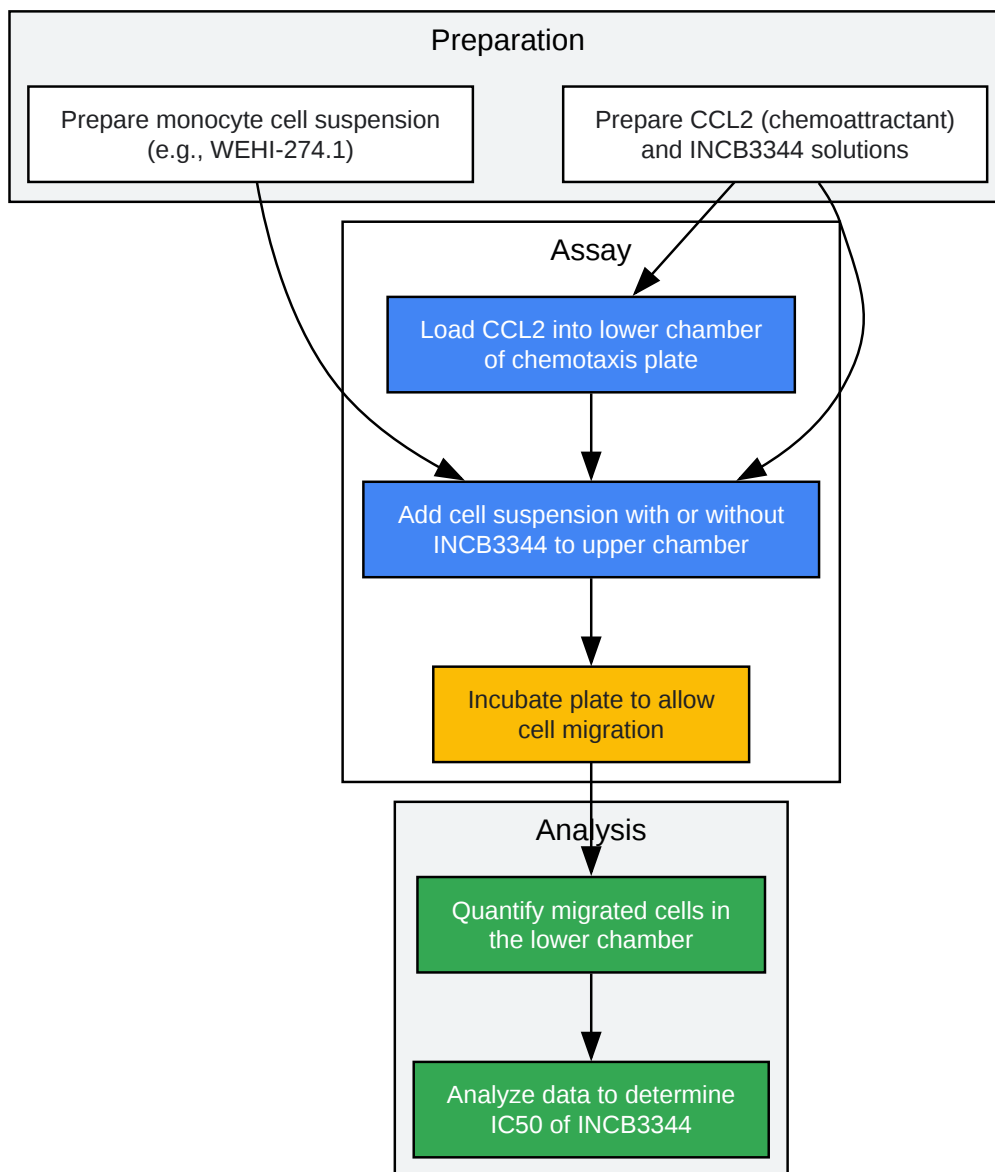 Preparation
Prepare monocyte cell suspension
(e.g., WEHI-274.1)
Prepare CCL2 (chemoattractant)
and INCB3344 solutions
Assay
Load CCL2 into lower chamber
of chemotaxis plate
Add cell suspension with or without
INCB3344 to upper chamber
Incubate plate to allow
cell migration
Analysis
Quantify migrated cells in
the lower chamber
Analyze data to determine
IC50 of INCB3344